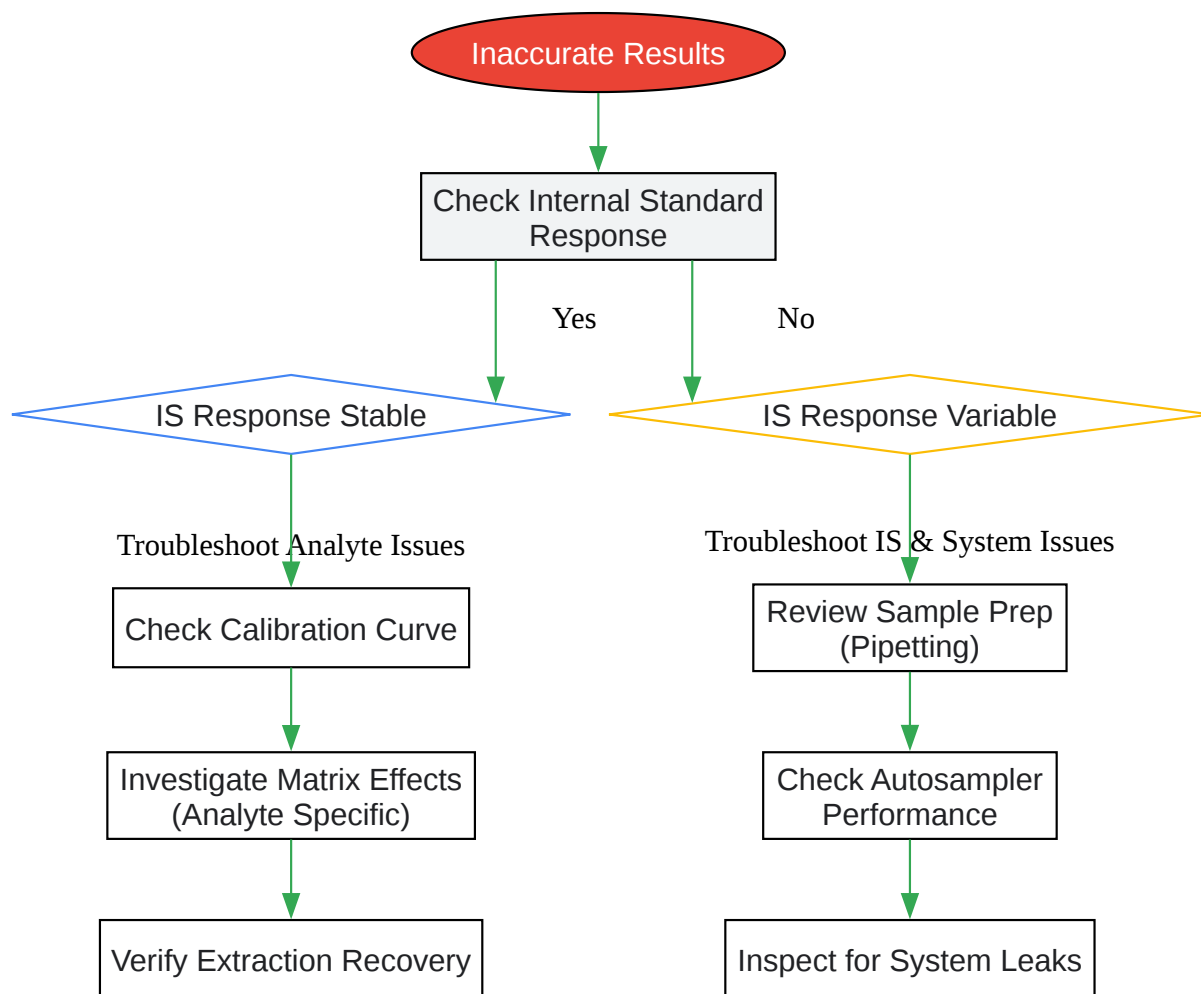 Inaccurate Results
Check Internal Standard
Response
Yes
No
IS Response Stable
IS Response Variable
Troubleshoot Analyte Issues
Troubleshoot IS & System Issues
Check Calibration Curve
Review Sample Prep
(Pipetting)
Investigate Matrix Effects
(Analyte Specific)
Check Autosampler
Performance
Verify Extraction Recovery
Inspect for System Leaks